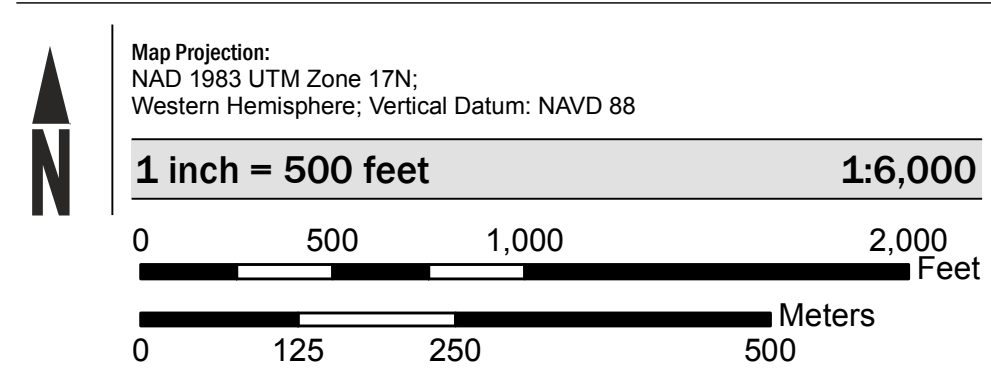 N
Map Projection:
NAD 1983 UTM Zone 17N;
Western Hemisphere; Vertical Datum: NAVD 88
1 inch = 500 feet 1:6,000
0 500 1,000 2,000
Feet
Meters
0 125 250 500